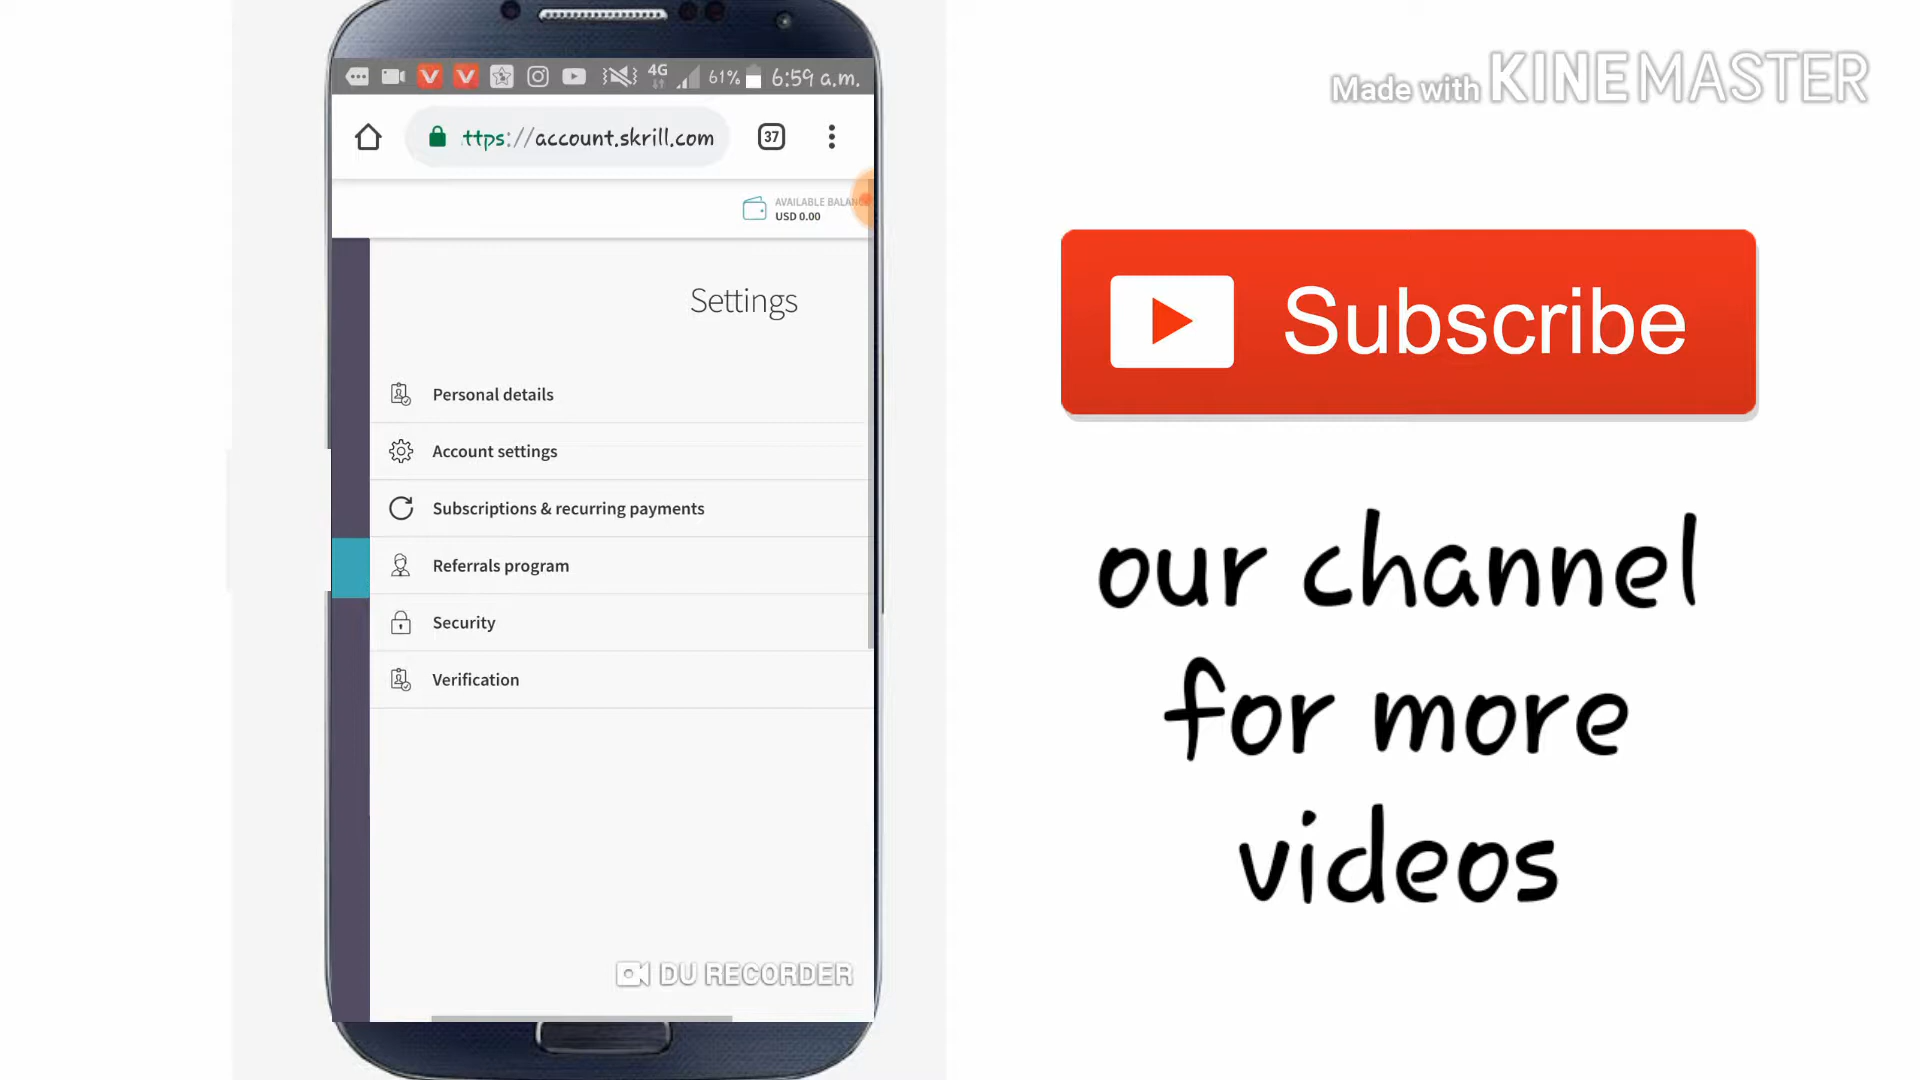 4G 61% 6:59 a.m.
ttps://account.skrill.com 37
AVAILABLE
USD 0.00
Settings
Personal details
Account settings
Subscriptions & recurring payments
Referrals program
Security
Verification
DU RECORDER
Made with KINEMASTER
Subscribe
our channel
for more
videos